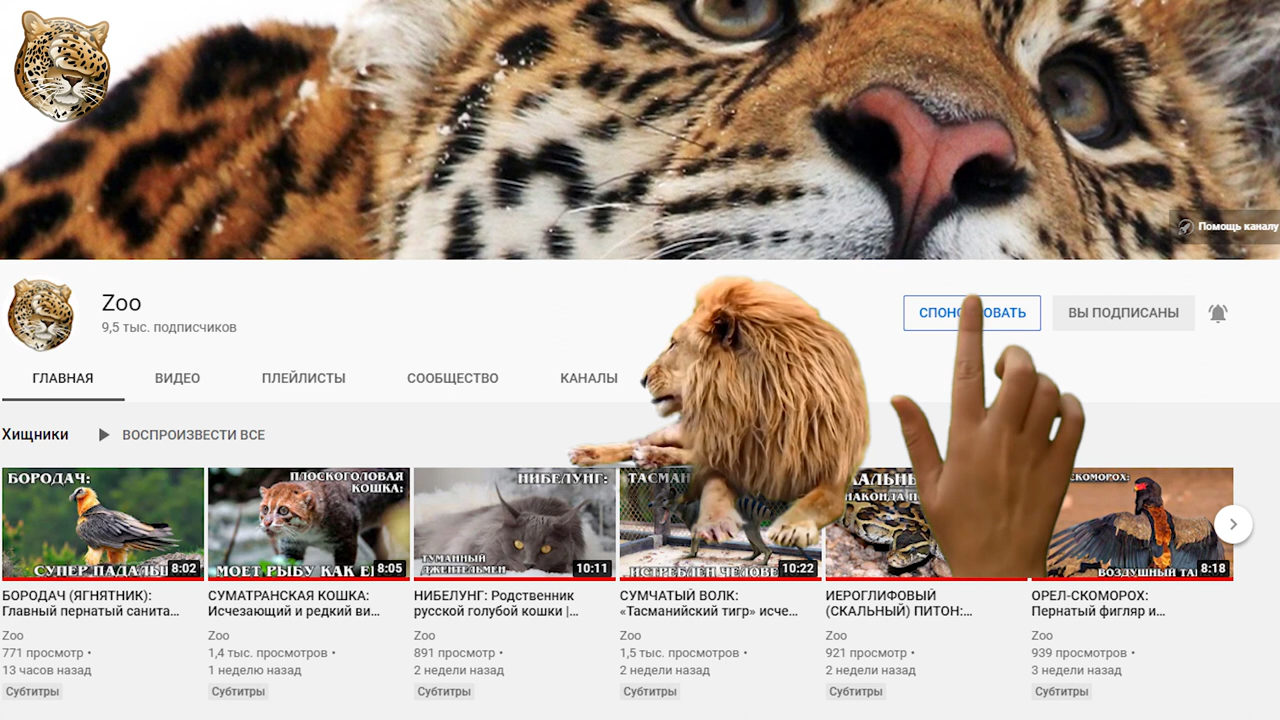 Помощь каналу
Zoo
9,5 тыс. подписчиков
ВЫ ПОДПИСАНЫ
ГЛАВНАЯ
ВИДЕО
ПЛЕЙЛИСТЫ
СООБЩЕСТВО
КАНАЛЫ
Хищники
ВОСПРОИЗВЕСТИ ВСЕ
БОРОДАЧ:
8:02
ПЛОСКОГОЛОВАЯ
КОШКА:
МОЕТ РЫБУ КАК
8:05
НИБЕЛУНГ:
ТУМАННЫЙ
ДЖЕНТЕЛЬМЕН
10:11
ИСТРЕБЛЕН
10:22
ВОЗДУШНЫЙ
8:18
БОРОДАЧ (ЯГНЯТНИК):
Главный пернатый санита...
Zoo
771 просмотр •
13 часов назад
Субтитры
СУМАТРАНСКАЯ КОШКА:
Исчезающий и редкий ви...
Zoo
1,4 тыс. просмотров •
1 неделю назад
Субтитры
НИБЕЛУНГ: Родственник
русской голубой кошки |...
Zoo
891 просмотр •
2 недели назад
Субтитры
СУМЧАТЫЙ ВОЛК:
«Тасманийский тигр» исче...
Zoo
1,5 тыс. просмотров •
2 недели назад
Субтитры
ИЕРОГЛИФОВЫЙ
(СКАЛЬНЫЙ) ПИТОН:...
Zoo
921 просмотр •
2 недели назад
Субтитры
ОРЕЛ-СКОМОРОХ:
Пернатый фигляр и...
Zoo
939 просмотров •
3 недели назад
Субтитры